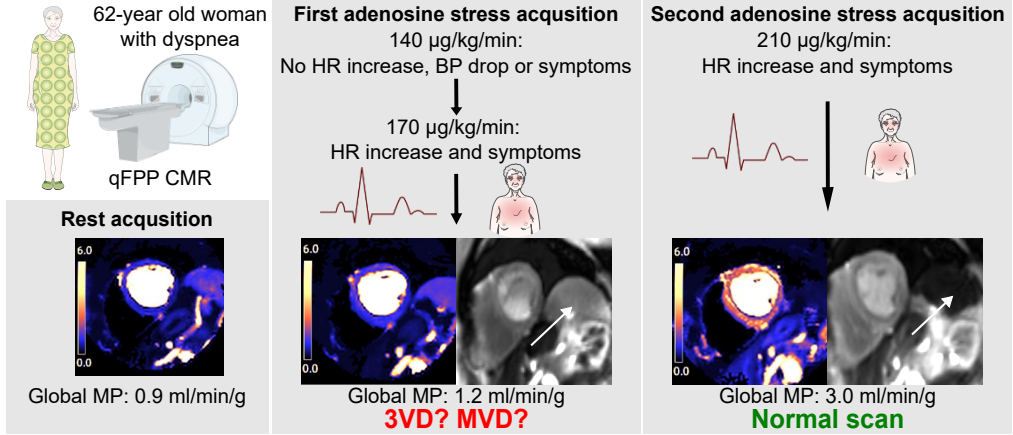 62-year old woman
with dyspnea
qFPP CMR
Rest acqusition
6.0
0.0
Global MP: 0.9 ml/min/g
First adenosine stress acqusition
140 µg/kg/min:
No HR increase, BP drop or symptoms
170 µg/kg/min:
HR increase and symptoms
6.0
0.0
Global MP: 1.2 ml/min/g
3VD? MVD?
Second adenosine stress acqusition
210 µg/kg/min:
HR increase and symptoms
6.0
0.0
Global MP: 3.0 ml/min/g
Normal scan